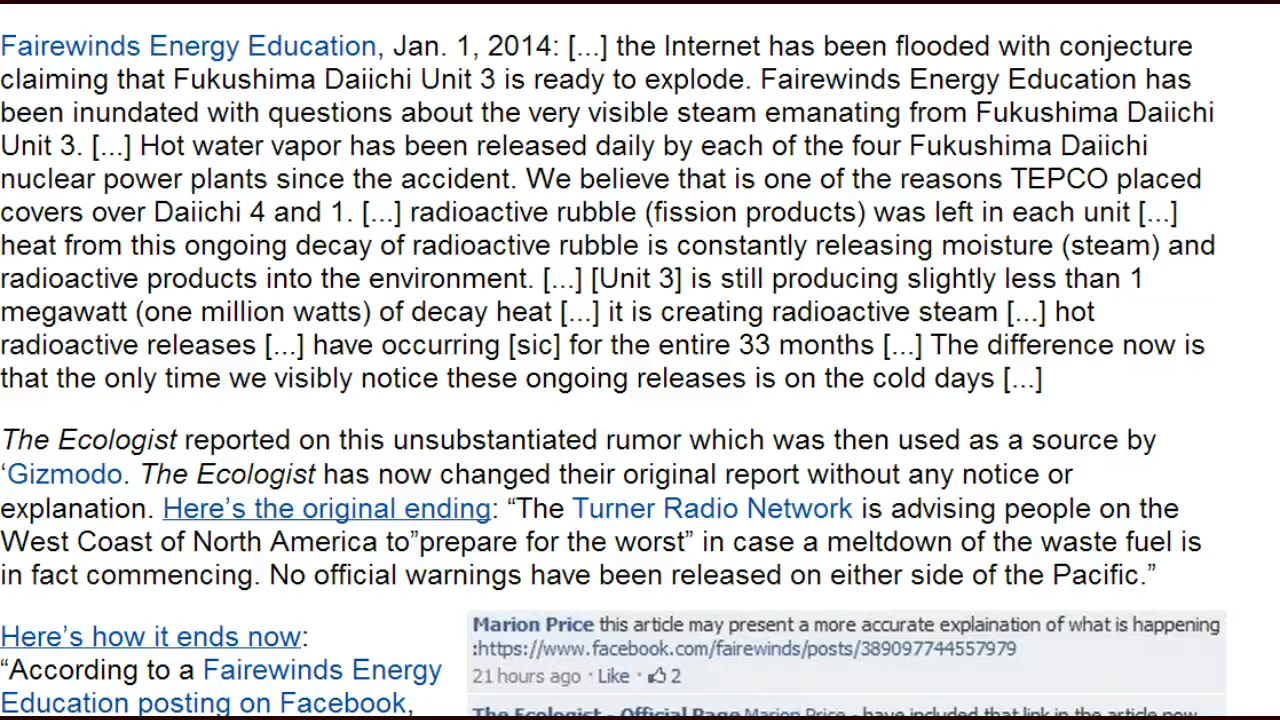 Fairewinds Energy Education, Jan. 1, 2014: [...] the Internet has been flooded with conjecture
claiming that Fukushima Daiichi Unit 3 is ready to explode. Fairewinds Energy Education has
been inundated with questions about the very visible steam emanating from Fukushima Daiichi
Unit 3. [...] Hot water vapor has been released daily by each of the four Fukushima Daiichi
nuclear power plants since the accident. We believe that is one of the reasons TEPCO placed
covers over Daiichi 4 and 1. [...] radioactive rubble (fission products) was left in each unit [...]
heat from this ongoing decay of radioactive rubble is constantly releasing moisture (steam) and
radioactive products into the environment. [...] [Unit 3] is still producing slightly less than 1
megawatt (one million watts) of decay heat [...] it is creating radioactive steam [...] hot
radioactive releases [...] have occurring [sic] for the entire 33 months [...] The difference now is
that the only time we visibly notice these ongoing releases is on the cold days [...]
The Ecologist reported on this unsubstantiated rumor which was then used as a source by
‘Gizmodo. The Ecologist has now changed their original report without any notice or
explanation. Here’s the original ending: “The Turner Radio Network is advising people on the
West Coast of North America to”prepare for the worst” in case a meltdown of the waste fuel is
in fact commencing. No official warnings have been released on either side of the Pacific.”
Here’s how it ends now:
“According to a Fairewinds Energy
Education posting on Facebook,
Marion Price this article may present a more accurate explaination of what is happening
:https://www.facebook.com/fairewinds/posts/389097744557979
21 hours ago · Like · 2
The Ecologist - Official Page Marion Price - have included that link in the article now